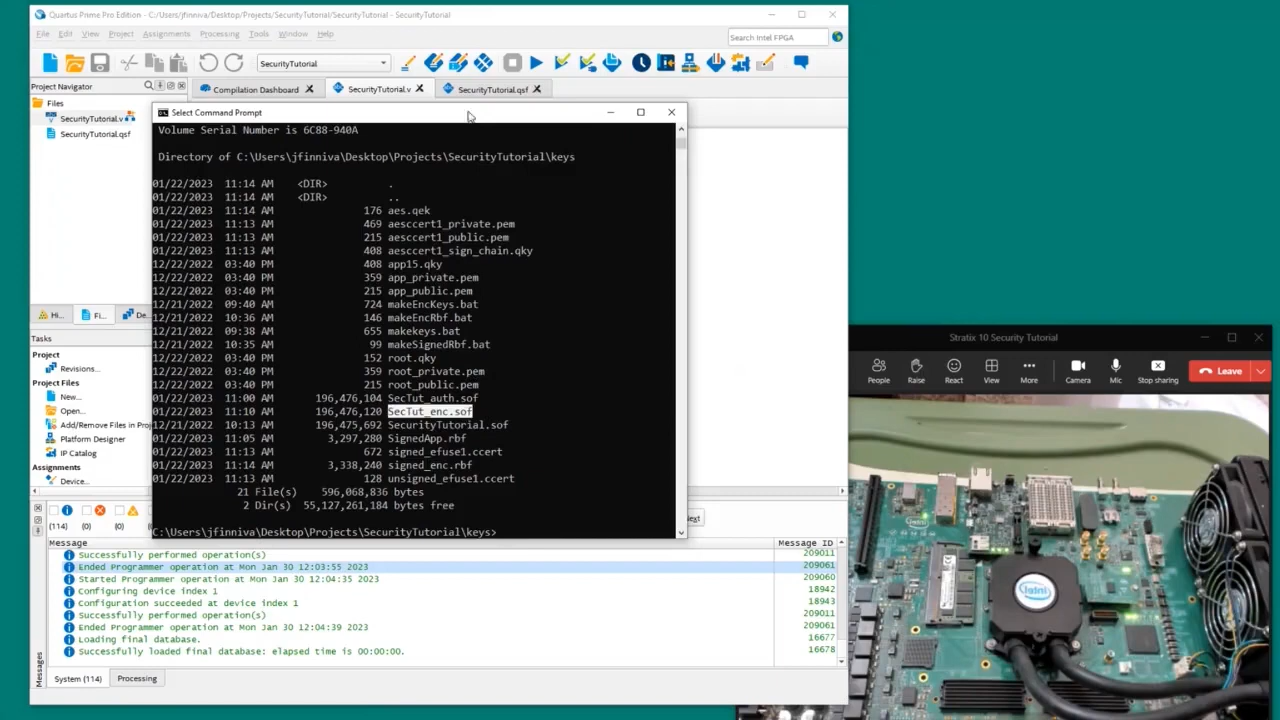 Quartus Prime Pro Edition - C:/Users/jfinniva/Desktop/Projects/SecurityTutorial/SecurityTutorial - SecurityTutorial
File Edit View Project Assignments Processing Tools Window Help
Search Intel FPGA
SecurityTutorial
Project Navigator
Compilation Dashboard
SecurityTutorial.v
SecurityTutorial.qsf
Files
SecurityTutorial.v
SecurityTutorial.qsf
Select Command Prompt
Volume Serial Number is 6C88-940A
Directory of C:\Users\jfinniva\Desktop\Projects\SecurityTutorial\keys
01/22/2023 11:14 AM <DIR> .
01/22/2023 11:14 AM <DIR> ..
01/22/2023 11:14 AM 176 aes.qek
01/22/2023 11:13 AM 469 aesccert1_private.pem
01/22/2023 11:13 AM 215 aesccert1_public.pem
01/22/2023 11:13 AM 408 aesccert1_sign_chain.qky
12/22/2022 03:40 PM 408 app15.qky
12/22/2022 03:40 PM 359 app_private.pem
12/22/2022 03:40 PM 215 app_public.pem
12/21/2022 09:40 AM 724 makeEncKeys.bat
12/21/2022 10:36 AM 146 makeEncRbf.bat
12/21/2022 09:38 AM 655 makekeys.bat
12/21/2022 10:35 AM 99 makeSignedRbf.bat
12/22/2022 03:40 PM 152 root.qky
12/22/2022 03:40 PM 359 root_private.pem
12/22/2022 03:40 PM 215 root_public.pem
01/22/2023 11:00 AM 196,476,104 SecTut_auth.sof
01/22/2023 11:10 AM 196,476,120 SecTut_enc.sof
12/21/2022 10:13 AM 196,475,692 SecurityTutorial.sof
01/22/2023 11:05 AM 3,297,280 SignedApp.rbf
01/22/2023 11:13 AM 672 signed_efuse1.ccert
01/22/2023 11:14 AM 3,338,240 signed_enc.rbf
01/22/2023 11:13 AM 128 unsigned_efuse1.ccert
21 File(s) 596,068,836 bytes
2 Dir(s) 55,127,261,184 bytes free
C:\Users\jfinniva\Desktop\Projects\SecurityTutorial\keys>
Hi...
Fi...
De...
Tasks
Project
Revisions...
Project Files
New...
Open...
Add/Remove Files in Proj
Platform Designer
IP Catalog
Assignments
Device...
(114) (0) (0)
Message
Message ID
Successfully performed operation(s) 209011
Ended Programmer operation at Mon Jan 30 12:03:55 2023 209061
Started Programmer operation at Mon Jan 30 12:04:35 2023 209060
Configuring device index 1 18942
Configuration succeeded at device index 1 18943
Successfully performed operation(s) 209011
Ended Programmer operation at Mon Jan 30 12:04:39 2023 209061
Loading final database. 16677
Successfully loaded final database: elapsed time is 00:00:00. 16678
Messages
System (114)
Processing
Stratix 10 Security Tutorial
People Raise React View More Camera Mic Stop sharing Leave
intel